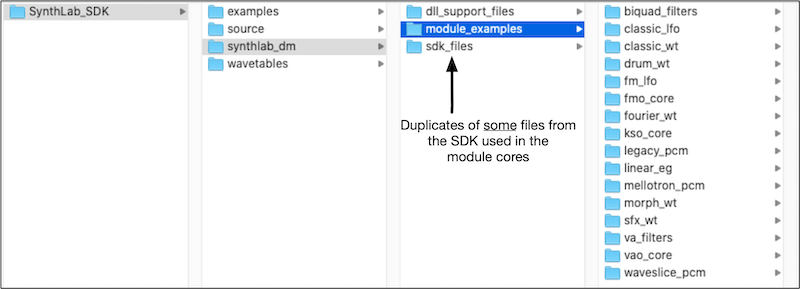 SynthLab_SDK
examples
source
synthlab_dm
wavetables
dll_support_files
module_examples
sdk_files
Duplicates of some files from
the SDK used in the
module cores
biquad_filters
classic_lfo
classic_wt
drum_wt
fm_lfo
fmo_core
fourier_wt
kso_core
legacy_pcm
linear_eg
mellotron_pcm
morph_wt
sfx_wt
va_filters
vao_core
waveslice_pcm